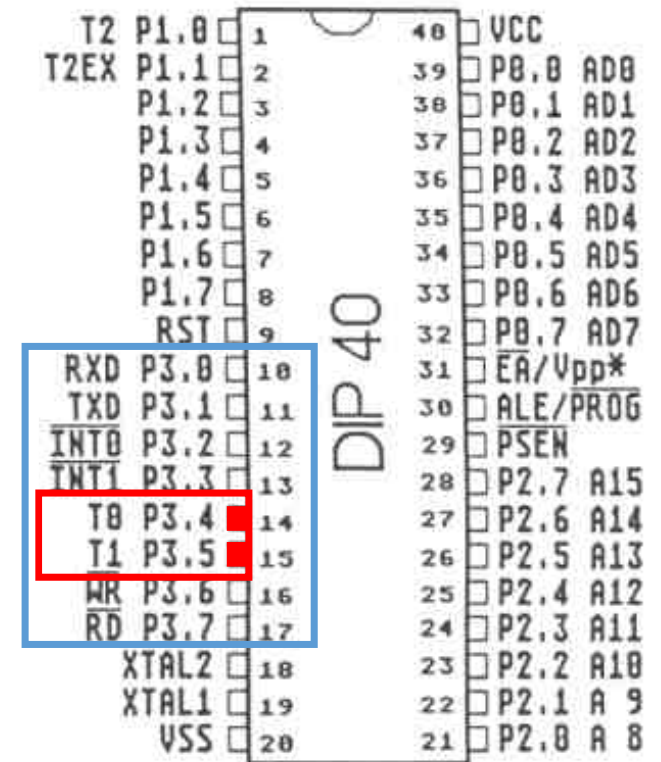 T2 P1.0 1 40 VCC
T2EX P1.1 2 39 P0.0 AD0
P1.2 3 38 P0.1 AD1
P1.3 4 37 P0.2 AD2
P1.4 5 36 P0.3 AD3
P1.5 6 35 P0.4 AD4
P1.6 7 34 P0.5 AD5
P1.7 8 33 P0.6 AD6
RST 9 32 P0.7 AD7
RXD P3.0 10 31 EA/Vpp*
TXD P3.1 11 30 ALE/PROG
INT0 P3.2 12 29 PSEN
INT1 P3.3 13 28 P2.7 A15
T0 P3.4 14 27 P2.6 A14
T1 P3.5 15 26 P2.5 A13
WR P3.6 16 25 P2.4 A12
RD P3.7 17 24 P2.3 A11
XTAL2 18 23 P2.2 A10
XTAL1 19 22 P2.1 A 9
VSS 20 21 P2.0 A 8
DIP 40